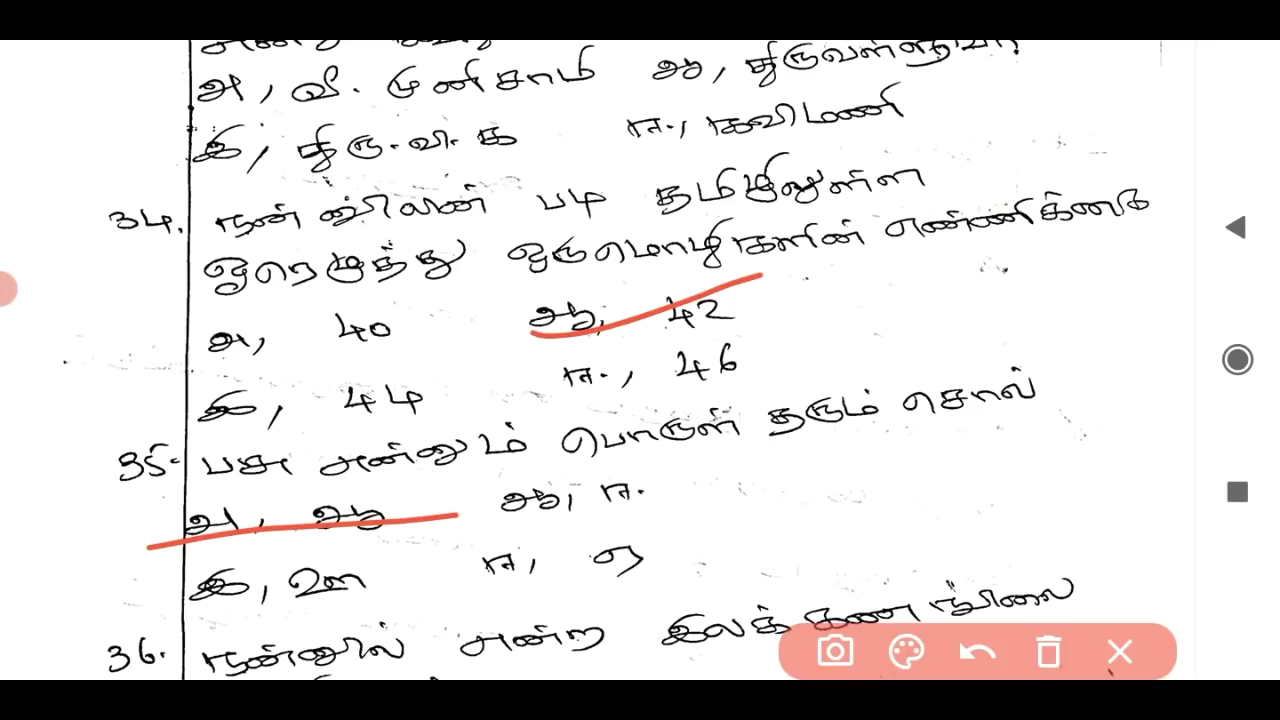 அ, வீ. முனிசாமி ஆ, திருவள்ளுவர்
இ, திரு.வி.க ஈ, கவிமணி
34. நன்னூலின் படி தமிழிலுள்ள
ஓரெழுத்து ஒருமொழிகளின் எண்ணிக்கை
அ, 40 ஆ, 42
இ, 44 ஈ, 46
35. பசு என்னும் பொருள் தரும் சொல்
அ, ஆ ஆ, ஈ
இ, ஊ ஈ, ஏ
36. நன்னூல் என்ற இலக்கண நூலை